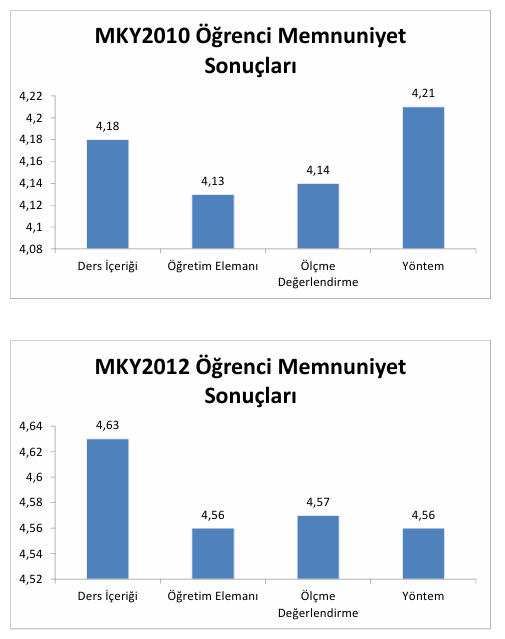 MKY2010 Öğrenci Memnuniyet
Sonuçları
4,22
4,2
4,18
4,16
4,14
4,12
4,1
4,08
4,18
4,13
4,14
4,21
Ders İçeriği
Öğretim Elemanı
Ölçme
Değerlendirme
Yöntem
MKY2012 Öğrenci Memnuniyet
Sonuçları
4,64
4,62
4,6
4,58
4,56
4,54
4,52
4,63
4,56
4,57
4,56
Ders İçeriği
Öğretim Elemanı
Ölçme
Değerlendirme
Yöntem